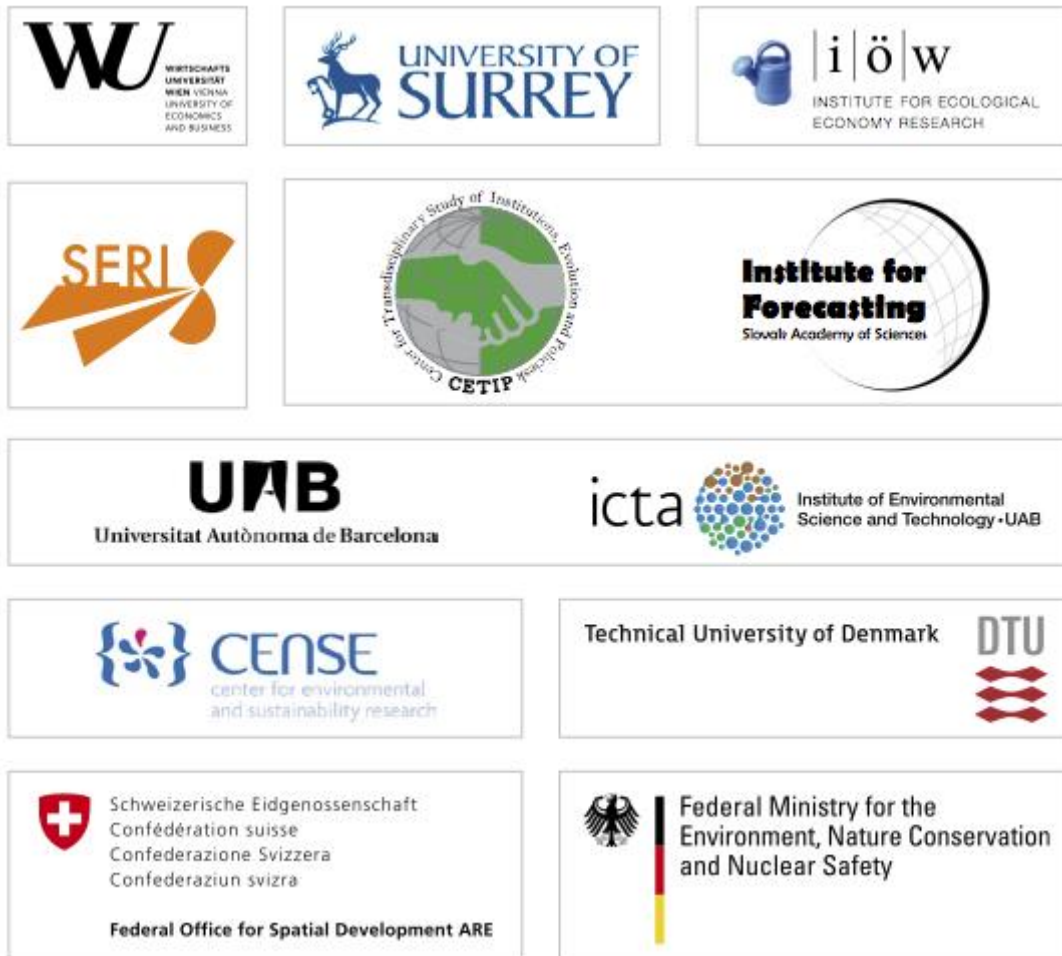 WU
WIRTSCHAFTS
UNIVERSITÄT
WIEN VIENNA
UNIVERSITY OF
ECONOMICS
AND BUSINESS
UNIVERSITY OF
SURREY
|i|ö|w
INSTITUTE FOR ECOLOGICAL
ECONOMY RESEARCH
SERI
Center for Transdisciplinary Study of Institutions, Evolution and Policiesk
CETIP
Institute for
Forecasting
Slovak Academy of Sciences
UAB
Universitat Autònoma de Barcelona
icta
Institute of Environmental
Science and Technology·UAB
{ } CENSE
center for environmental
and sustainability research
Technical University of Denmark
DTU
Schweizerische Eidgenossenschaft
Confédération suisse
Confederazione Svizzera
Confederaziun svizra
Federal Office for Spatial Development ARE
Federal Ministry for the
Environment, Nature Conservation
and Nuclear Safety